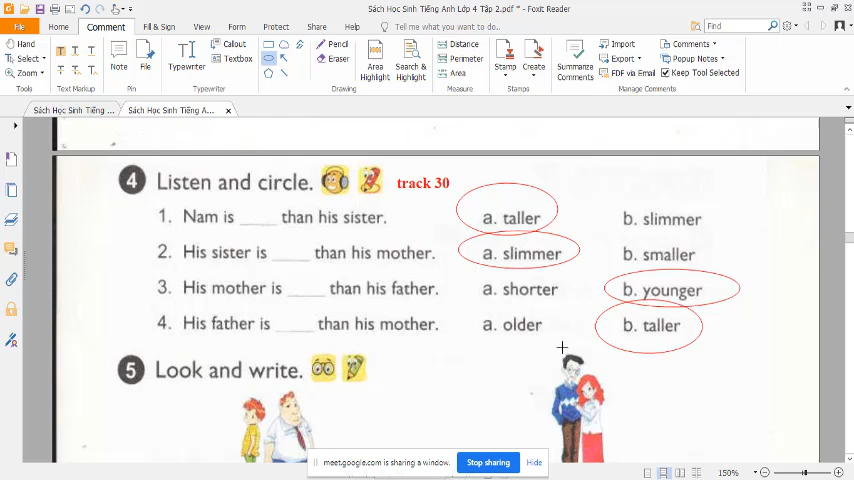 Sách Học Sinh Tiếng Anh Lớp 4 Tập 2.pdf * - Foxit Reader
File Home Comment Fill & Sign View Form Protect Share Help Tell me what you want to do... Find
Hand Select Zoom Tools
T T T T T T Text Markup
Note File Pin
Typewriter Callout Textbox Typewriter
Pencil Eraser Drawing
Area Highlight Search & Highlight
Distance Perimeter Area Measure
Stamp Create Stamps
Summarize Comments Import Export FDF via Email Comments Popup Notes Keep Tool Selected Manage Comments
Sách Học Sinh Tiếng ... Sách Học Sinh Tiếng A...
4 Listen and circle. track 30
1. Nam is ____ than his sister. a. taller b. slimmer
2. His sister is ____ than his mother. a. slimmer b. smaller
3. His mother is ____ than his father. a. shorter b. younger
4. His father is ____ than his mother. a. older b. taller
5 Look and write.
meet.google.com is sharing a window. Stop sharing Hide
150%